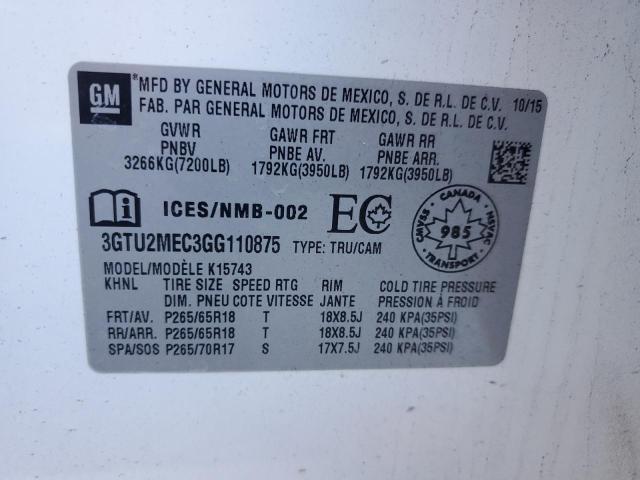 GM
*MFD BY GENERAL MOTORS DE MEXICO, S. DE R.L. DE C.V. 10/15
FAB. PAR GENERAL MOTORS DE MEXICO, S. DE R.L. DE C.V.
GVWR GAWR FRT GAWR RR
PNBV PNBE AV. PNBE ARR.
3266KG(7200LB) 1792KG(3950LB) 1792KG(3950LB)
i ICES/NMB-002 EC
CANADA CMVSS NSVAC 985 TRANSPORT
3GTU2MEC3GG110875 TYPE: TRU/CAM
MODEL/MODÈLE K15743
KHNL TIRE SIZE SPEED RTG RIM COLD TIRE PRESSURE
DIM. PNEU COTE VITESSE JANTE PRESSION À FROID
FRT/AV. P265/65R18 T 18X8.5J 240 KPA(35PSI)
RR/ARR. P265/65R18 T 18X8.5J 240 KPA(35PSI)
SPA/SOS P265/70R17 S 17X7.5J 240 KPA(35PSI)